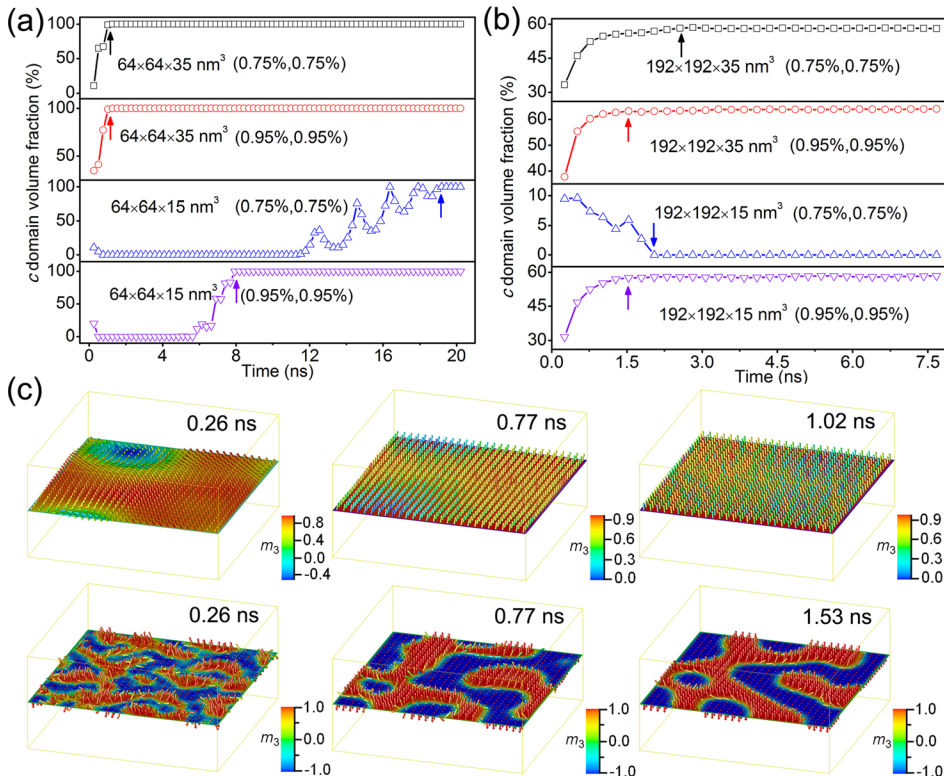 (a)
c domain volume fraction (%)
100
50
0
64×64×35 nm³ (0.75%,0.75%)
100
50
64×64×35 nm³ (0.95%,0.95%)
100
50
0
64×64×15 nm³ (0.75%,0.75%)
100
50
0
64×64×15 nm³ (0.95%,0.95%)
0 4 8 12 16 20
Time (ns)
(b)
c domain volume fraction (%)
60
45
30
192×192×35 nm³ (0.75%,0.75%)
60
50
40
192×192×35 nm³ (0.95%,0.95%)
10
5
0
192×192×15 nm³ (0.75%,0.75%)
60
45
30
192×192×15 nm³ (0.95%,0.95%)
0.0 1.5 3.0 4.5 6.0 7.5
Time (ns)
(c)
0.26 ns
m₃
0.8
0.4
0.0
-0.4
0.77 ns
m₃
0.9
0.6
0.3
0.0
1.02 ns
m₃
0.9
0.6
0.3
0.0
0.26 ns
m₃
1.0
0.0
-1.0
0.77 ns
m₃
1.0
0.0
-1.0
1.53 ns
m₃
1.0
0.0
-1.0